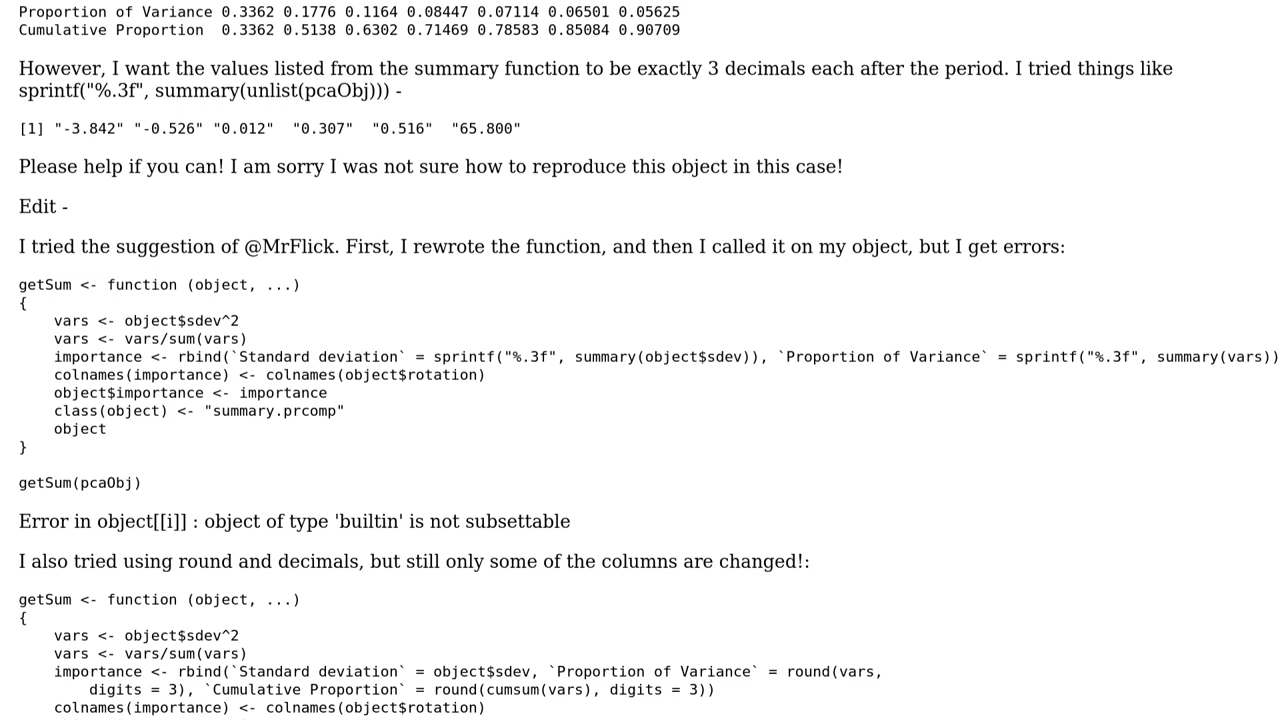 Proportion of Variance 0.3362 0.1776 0.1164 0.08447 0.07114 0.06501 0.05625
Cumulative Proportion  0.3362 0.5138 0.6302 0.71469 0.78583 0.85084 0.90709
However, I want the values listed from the summary function to be exactly 3 decimals each after the period. I tried things like
sprintf("%.3f", summary(unlist(pcaObj))) -
[1] "-3.842" "-0.526" "0.012"  "0.307"  "0.516"  "65.800"
Please help if you can! I am sorry I was not sure how to reproduce this object in this case!
Edit -
I tried the suggestion of @MrFlick. First, I rewrote the function, and then I called it on my object, but I get errors:
getSum <- function (object, ...)
{
    vars <- object$sdev^2
    vars <- vars/sum(vars)
    importance <- rbind(`Standard deviation` = sprintf("%.3f", summary(object$sdev)), `Proportion of Variance` = sprintf("%.3f", summary(vars))
    colnames(importance) <- colnames(object$rotation)
    object$importance <- importance
    class(object) <- "summary.prcomp"
    object
}
getSum(pcaObj)
Error in object[[i]] : object of type 'builtin' is not subsettable
I also tried using round and decimals, but still only some of the columns are changed!:
getSum <- function (object, ...)
{
    vars <- object$sdev^2
    vars <- vars/sum(vars)
    importance <- rbind(`Standard deviation` = object$sdev, `Proportion of Variance` = round(vars,
        digits = 3), `Cumulative Proportion` = round(cumsum(vars), digits = 3))
    colnames(importance) <- colnames(object$rotation)